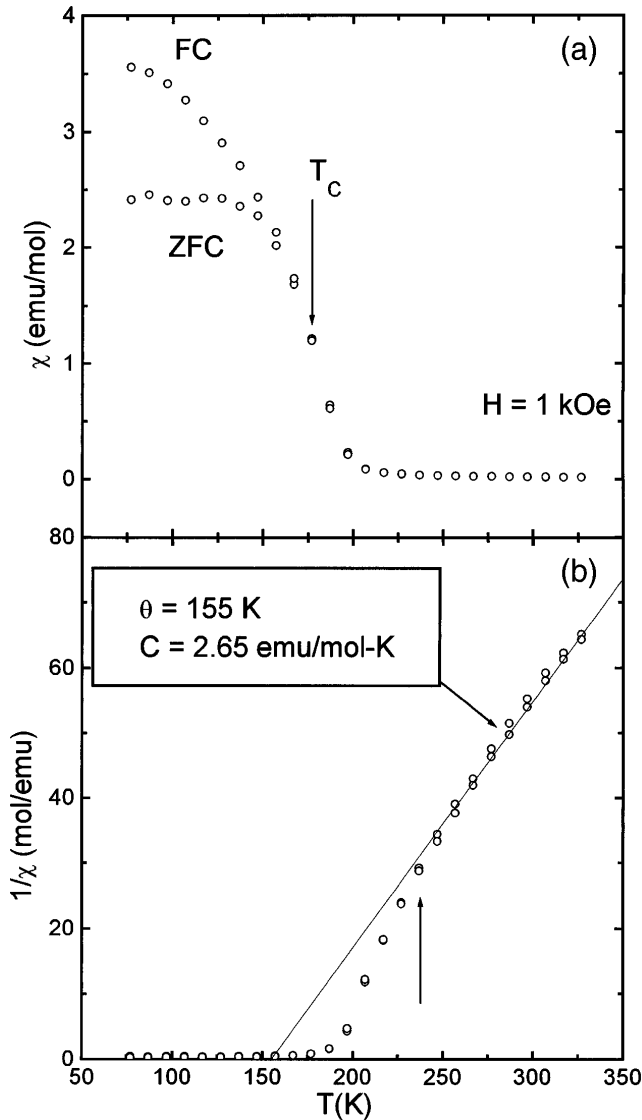 4
FC
(a)
3
T_C
χ (emu/mol)
2
ZFC
1
H = 1 kOe
0
80
(b)
θ = 155 K
C = 2.65 emu/mol-K
60
1/χ (mol/emu)
40
20
0
50 100 150 200 250 300 350
T(K)